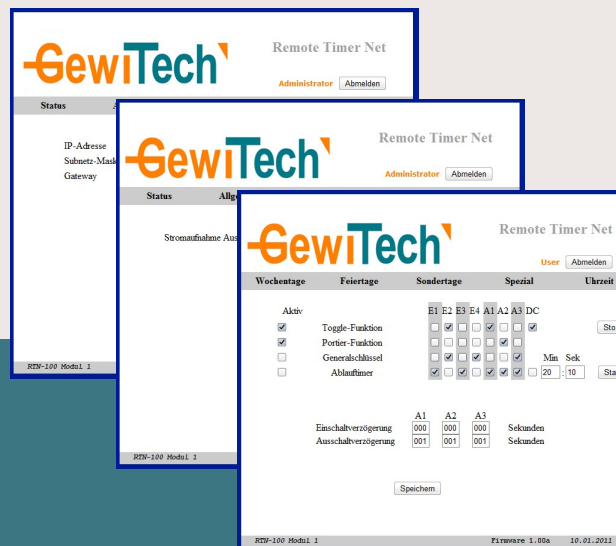 GewiTech
Remote Timer Net
Administrator Abmelden
Status
IP-Adresse
Subnetz-Mask
Gateway
RTN-100 Modul 1
GewiTech
Remote Timer Net
Administrator Abmelden
Status
Stromaufnahme Aus
RTN-100 Modul 1
GewiTech
Remote Timer Net
User Abmelden
Wochentage Feiertage Sondertage Spezial Uhrzeit
Aktiv E1 E2 E3 E4 A1 A2 A3 DC
Toggle-Funktion
Portier-Funktion
Generalschlüssel Min Sek
Ablauftimer 20 : 10
A1 A2 A3
Einschaltverzögerung 000 000 000 Sekunden
Ausschaltverzögerung 001 001 001 Sekunden
Speichern
RTN-100 Modul 1 Firmware 1.00a 10.01.2011